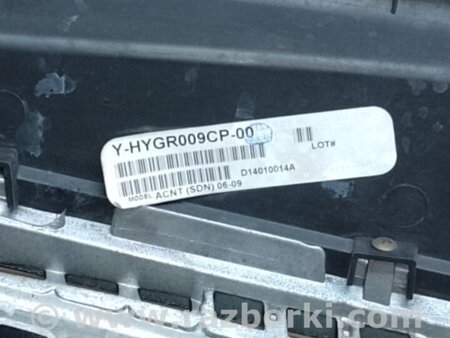 Y-HYGR009CP-00
LOT#
D14010014A
MODEL ACNT (SDN) 06-09
www.razborki.com